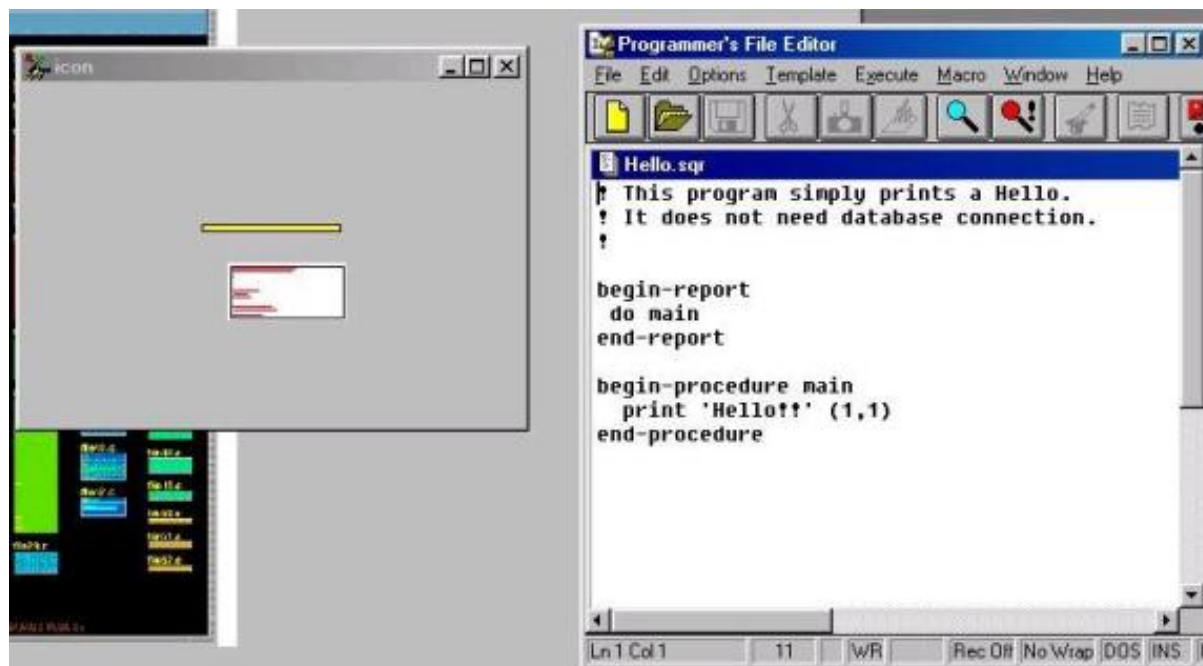 icon
Programmer's File Editor
File Edit Options Template Execute Macro Window Help
Hello.sqr
! This program simply prints a Hello.
! It does not need database connection.
!
begin-report
do main
end-report
begin-procedure main
print 'Hello!!' (1,1)
end-procedure
Ln 1 Col 1 11 WR Rec Off No Wrap DOS INS